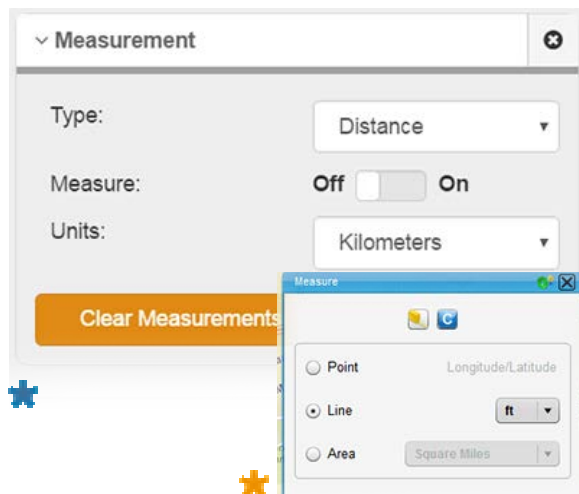 Measurement
Type:
Distance
Measure:
Off
On
Units:
Kilometers
Clear Measurements
Measure
C
Point
Longitude/Latitude
Line
ft
Area
Square Miles